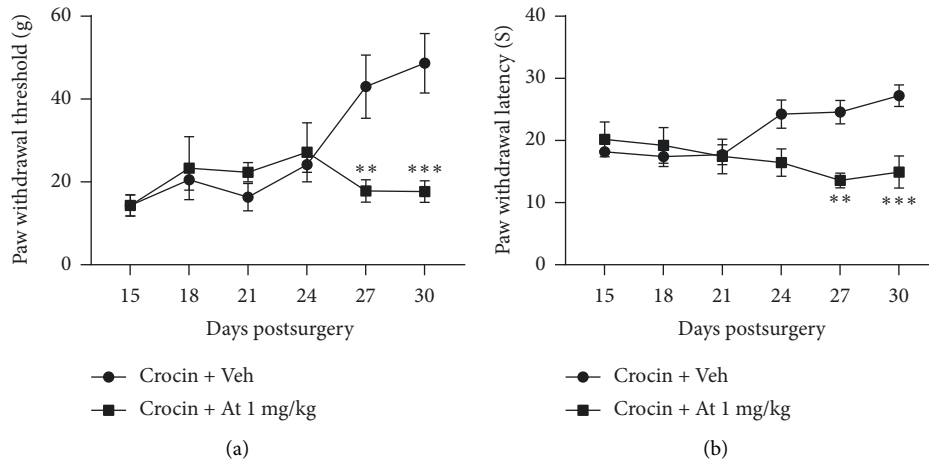 Paw withdrawal threshold (g)
60
40
20
0
** ***
15 18 21 24 27 30
Days postsurgery
Crocin + Veh
Crocin + At 1 mg/kg
(a)
Paw withdrawal latency (S)
40
30
20
10
0
** ***
15 18 21 24 27 30
Days postsurgery
Crocin + Veh
Crocin + At 1 mg/kg
(b)